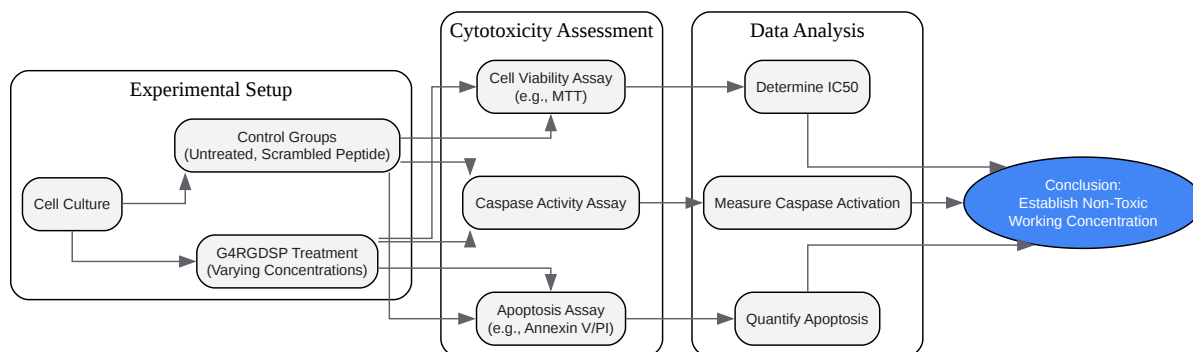 Experimental Setup
Cell Culture
Control Groups
(Untreated, Scrambled Peptide)
G4RGDSP Treatment
(Varying Concentrations)
Cytotoxicity Assessment
Cell Viability Assay
(e.g., MTT)
Caspase Activity Assay
Apoptosis Assay
(e.g., Annexin V/PI)
Data Analysis
Determine IC50
Measure Caspase Activation
Quantify Apoptosis
Conclusion:
Establish Non-Toxic
Working Concentration